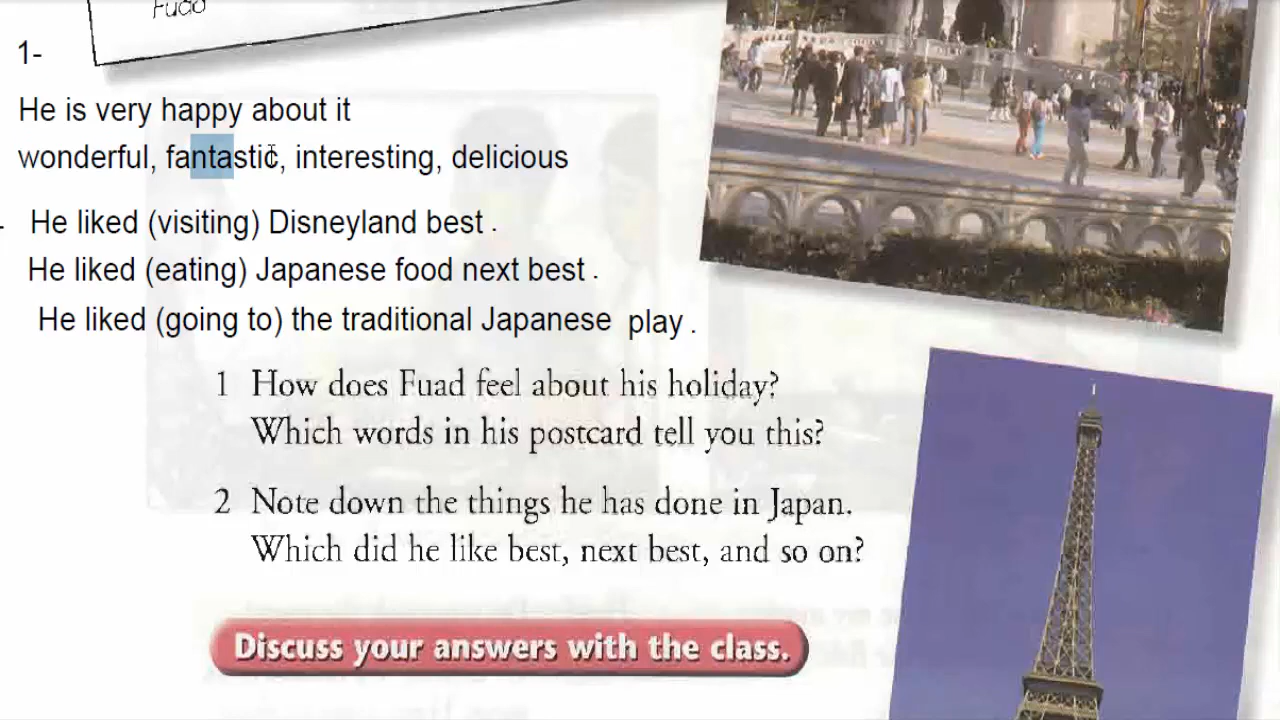 Fuad
1-
He is very happy about it
wonderful, fantastic, interesting, delicious
- He liked (visiting) Disneyland best .
He liked (eating) Japanese food next best .
He liked (going to) the traditional Japanese play .
1 How does Fuad feel about his holiday?
Which words in his postcard tell you this?
2 Note down the things he has done in Japan.
Which did he like best, next best, and so on?
Discuss your answers with the class.